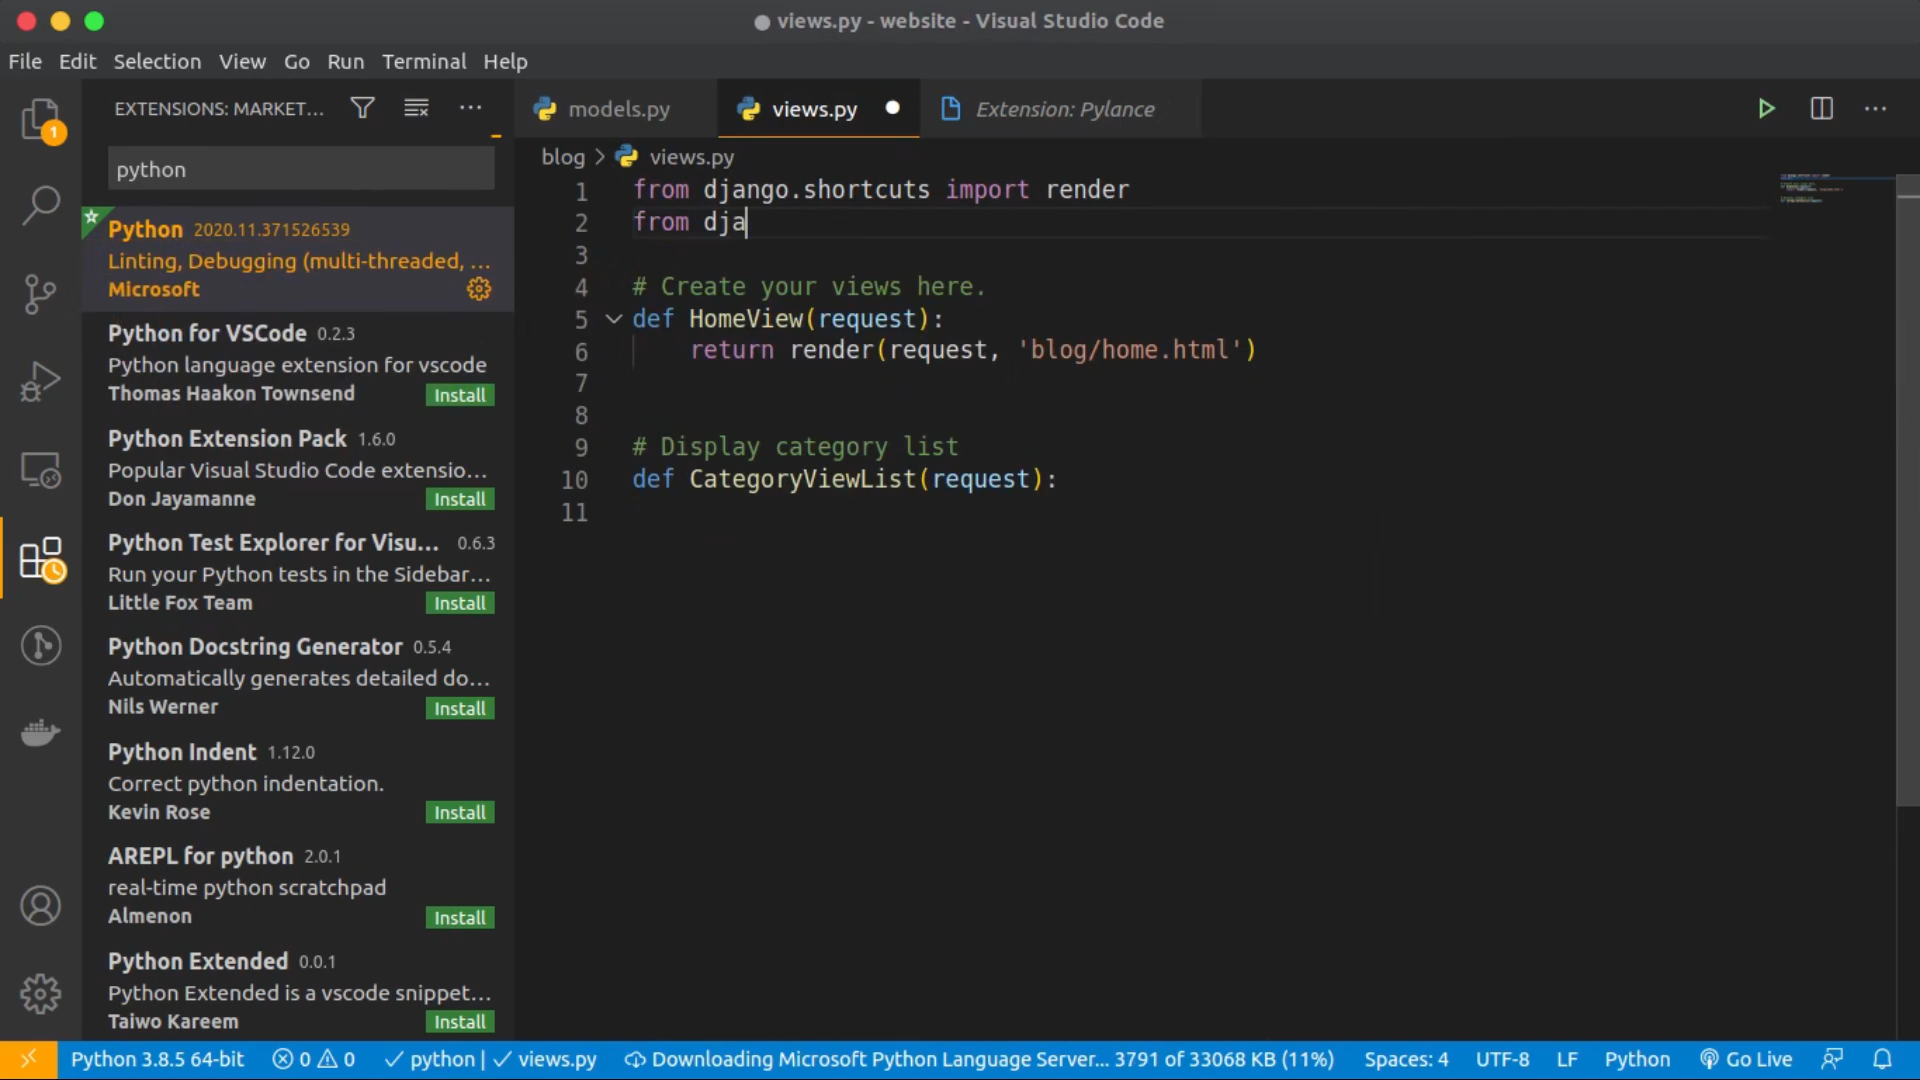 views.py - website - Visual Studio Code
File Edit Selection View Go Run Terminal Help
EXTENSIONS: MARKET...
models.py
views.py
Extension: Pylance
1
python
blog > views.py
Python 2020.11.371526539
Linting, Debugging (multi-threaded, ...
Microsoft
Python for VSCode 0.2.3
Python language extension for vscode
Thomas Haakon Townsend Install
Python Extension Pack 1.6.0
Popular Visual Studio Code extensio...
Don Jayamanne Install
Python Test Explorer for Visu... 0.6.3
Run your Python tests in the Sidebar...
Little Fox Team Install
Python Docstring Generator 0.5.4
Automatically generates detailed do...
Nils Werner Install
Python Indent 1.12.0
Correct python indentation.
Kevin Rose Install
AREPL for python 2.0.1
real-time python scratchpad
Almenon Install
Python Extended 0.0.1
Python Extended is a vscode snippet...
Taiwo Kareem Install
1 from django.shortcuts import render
2 from dja
3
4 # Create your views here.
5 def HomeView(request):
6 return render(request, 'blog/home.html')
7
8
9 # Display category list
10 def CategoryViewList(request):
11
Python 3.8.5 64-bit 0 0 ✓ python | ✓ views.py Downloading Microsoft Python Language Server... 3791 of 33068 KB (11%) Spaces: 4 UTF-8 LF Python Go Live